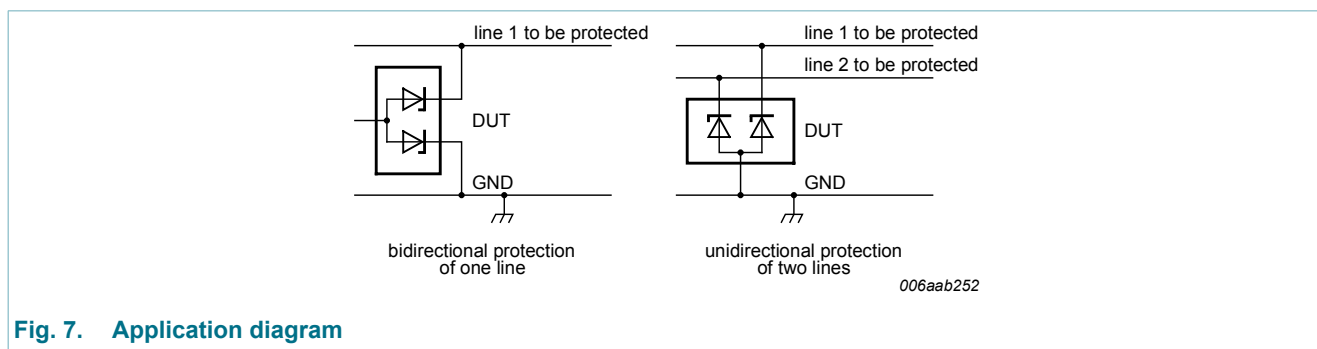 line 1 to be protected
DUT
GND
bidirectional protection
of one line
line 1 to be protected
line 2 to be protected
DUT
GND
unidirectional protection
of two lines
006aab252
Fig. 7. Application diagram